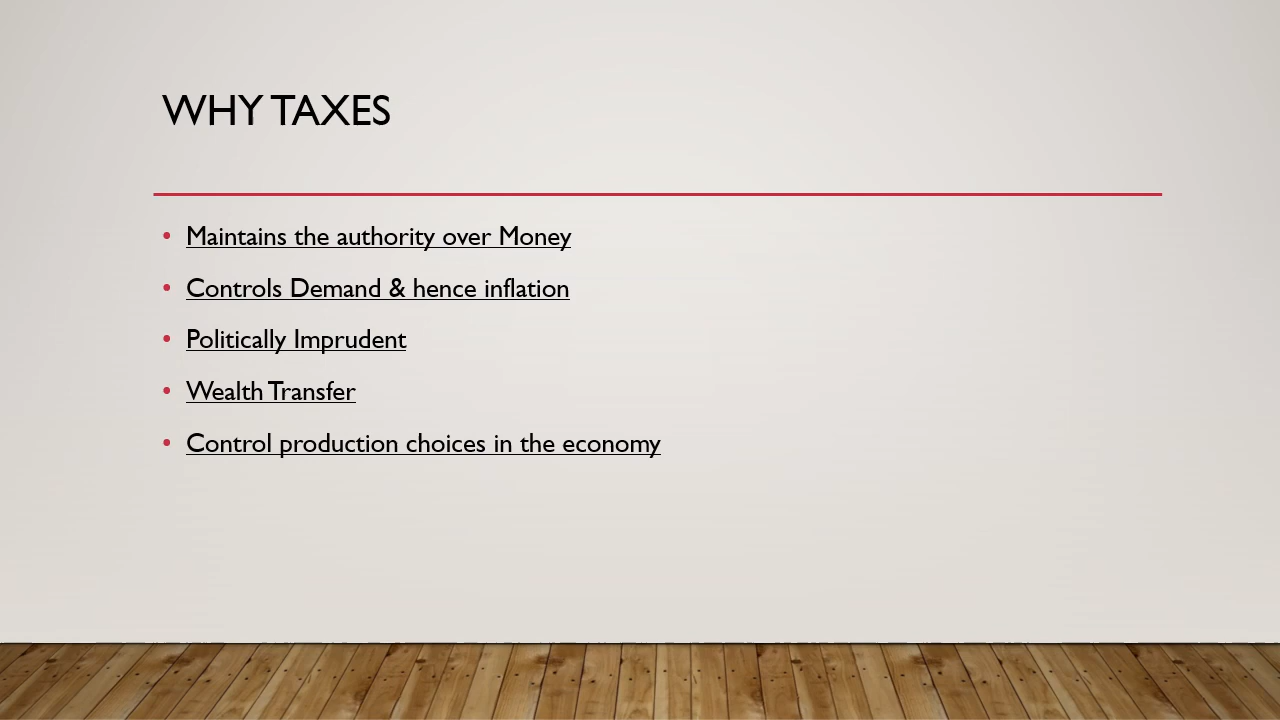 WHY TAXES
• Maintains the authority over Money
• Controls Demand & hence inflation
• Politically Imprudent
• Wealth Transfer
• Control production choices in the economy